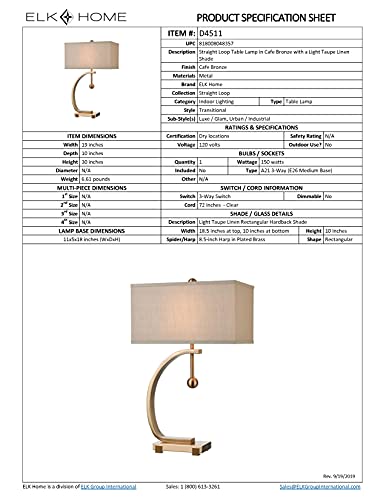 ELK HOME PRODUCT SPECIFICATION SHEET
ITEM #: D4511
UPC 818008048357
Description Straight Loop Table Lamp in Cafe Bronze with a Light Taupe Linen
Shade
Finish Cafe Bronze
Materials Metal
Brand ELK Home
Collection Straight Loop
Category Indoor Lighting Type Table Lamp
Style Transitional
Sub-Style(s) Luxe / Glam, Urban / Industrial
RATINGS & SPECIFICATIONS
ITEM DIMENSIONS Certification Dry locations Safety Rating N/A
Width 19 inches Voltage 120 volts Outdoor Use? No
Depth 10 inches BULBS / SOCKETS
Height 30 inches Quantity 1 Wattage 150 watts
Diameter N/A Included No Type A21 3-Way (E26 Medium Base)
Weight 6.61 pounds Other None
MULTI-PIECE DIMENSIONS SWITCH / CORD INFORMATION
1st Size N/A Switch 3-Way Switch Dimmable No
2nd Size N/A Cord 72 inches - Clear
3rd Size N/A SHADE / GLASS DETAILS
4th Size N/A Description Light Taupe Linen Rectangular Hardback Shade
LAMP BASE DIMENSIONS Width 18.5 inches at top, 10 inches at bottom Height 10 inches
11x5x18 inches (WxDxH) Spider/Harp 8.5-inch Harp in Plated Brass Shape Rectangular
Rev. 9/19/2019
ELK Home is a division of ELK Group International Sales: 1 (800) 613-3261 Sales@ELKGroupInternational.com